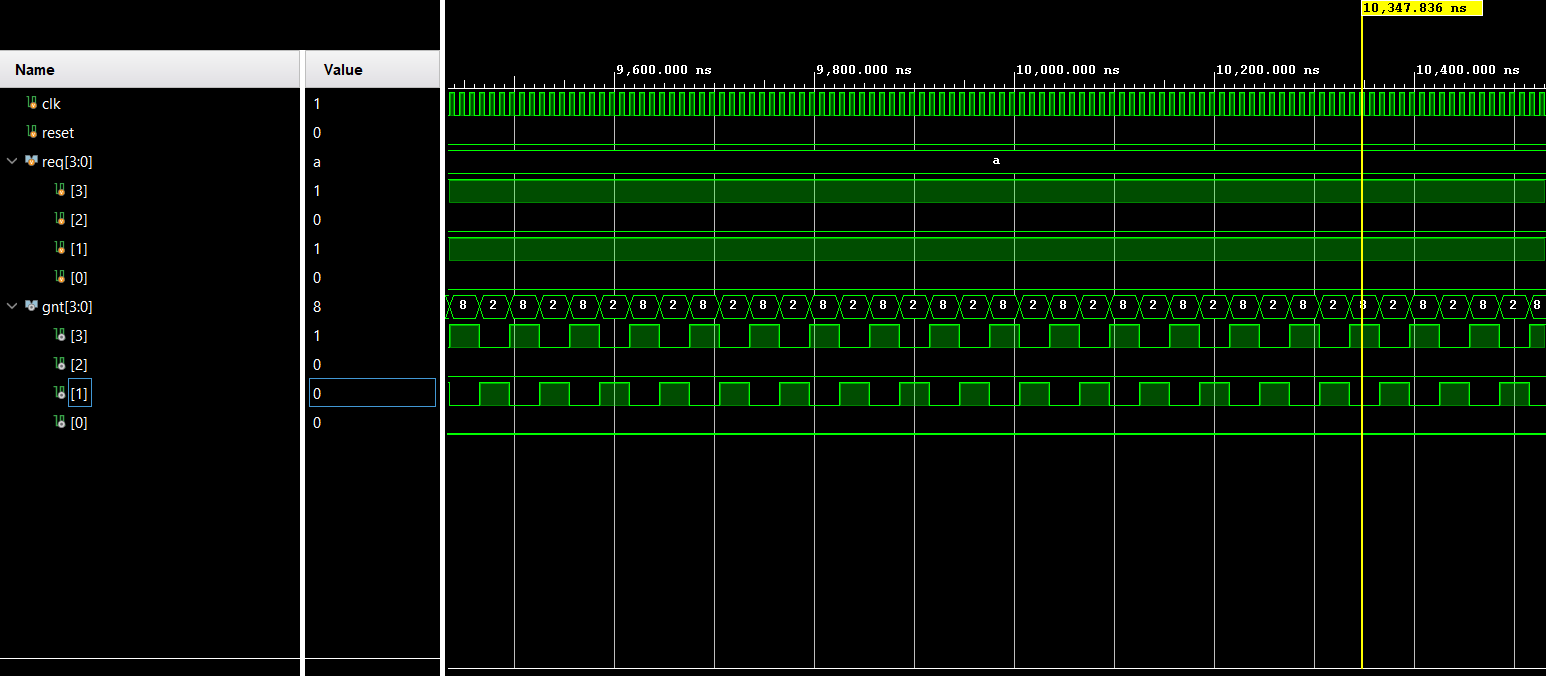 10,347.836 ns
Name Value
9,600.000 ns 9,800.000 ns 10,000.000 ns 10,200.000 ns 10,400.000 ns
clk 1
reset 0
req[3:0] a a
[3] 1
[2] 0
[1] 1
[0] 0
gnt[3:0] 8 8 2 8 2 8 2 8 2 8 2 8 2 8 2 8 2 8 2 8 2 8 2 8 2 8 2 8 2 8 2 8 2 8 2 8 2 8
[3] 1
[2] 0
[1] 0
[0] 0